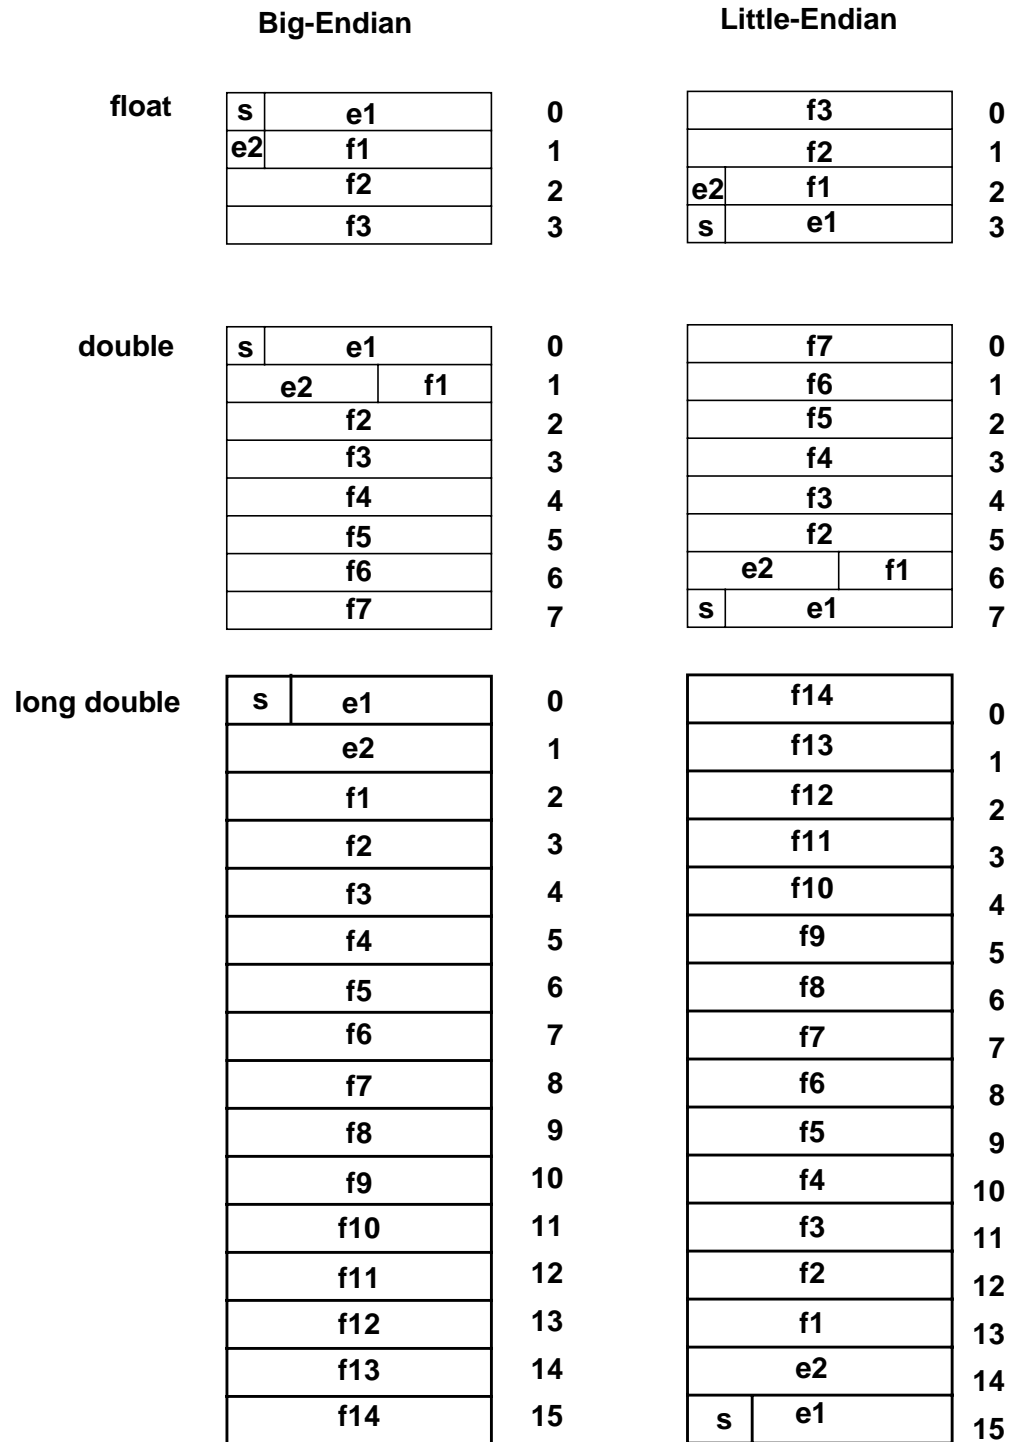 Big-Endian Little-Endian
float s e1 0 f3 0
e2 f1 1 f2 1
f2 2 e2 f1 2
f3 3 s e1 3
double s e1 0 f7 0
e2 f1 1 f6 1
f2 2 f5 2
f3 3 f4 3
f4 4 f3 4
f5 5 f2 5
f6 6 e2 f1 6
f7 7 s e1 7
long double s e1 0 f14 0
e2 1 f13 1
f1 2 f12 2
f2 3 f11 3
f3 4 f10 4
f4 5 f9 5
f5 6 f8 6
f6 7 f7 7
f7 8 f6 8
f8 9 f5 9
f9 10 f4 10
f10 11 f3 11
f11 12 f2 12
f12 13 f1 13
f13 14 e2 14
f14 15 s e1 15